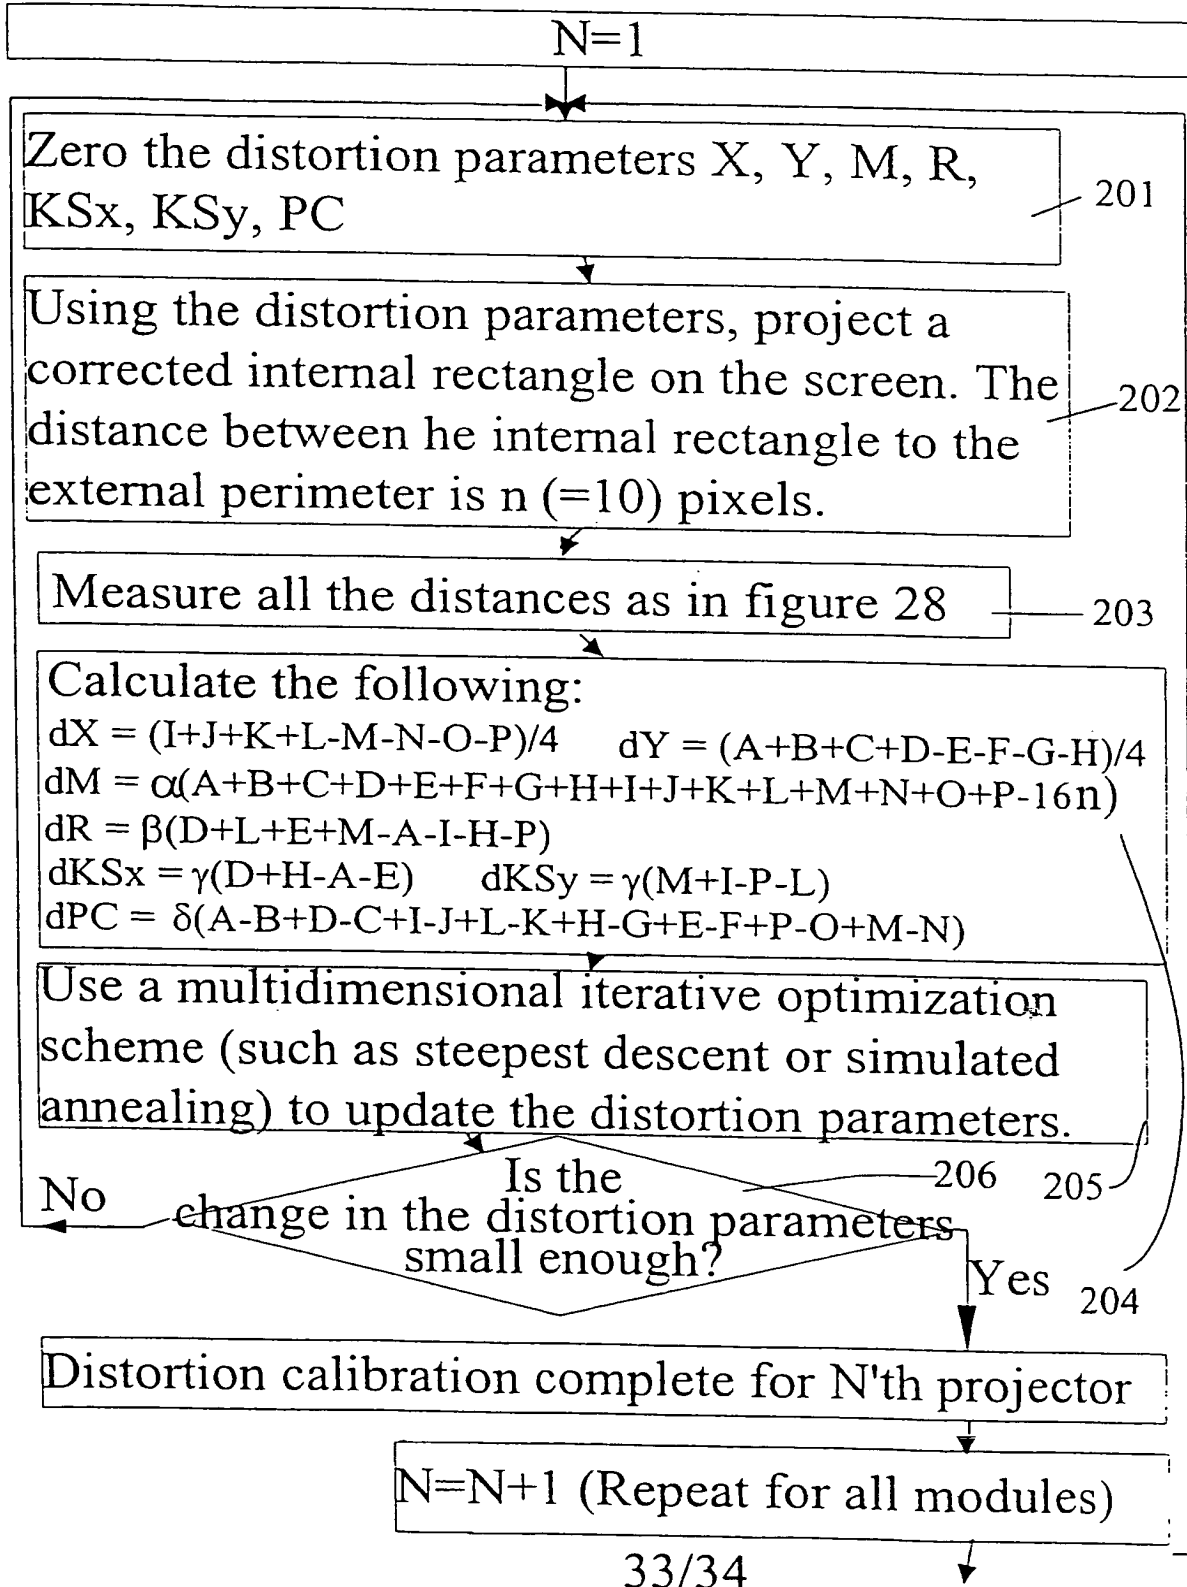 N=1
Zero the distortion parameters X, Y, M, R,
KSx, KSy, PC
201
Using the distortion parameters, project a
corrected internal rectangle on the screen. The
distance between he internal rectangle to the
external perimeter is n (=10) pixels.
202
Measure all the distances as in figure 28
203
Calculate the following:
dX = (I+J+K+L-M-N-O-P)/4 dY = (A+B+C+D-E-F-G-H)/4
dM = α(A+B+C+D+E+F+G+H+I+J+K+L+M+N+O+P-16n)
dR = β(D+L+E+M-A-I-H-P)
dKSx = γ(D+H-A-E) dKSy = γ(M+I-P-L)
dPC = δ(A-B+D-C+I-J+L-K+H-G+E-F+P-O+M-N)
Use a multidimensional iterative optimization
scheme (such as steepest descent or simulated
annealing) to update the distortion parameters.
206
205
No
Is the
change in the distortion parameters
small enough?
Yes
204
Distortion calibration complete for N'th projector
N=N+1 (Repeat for all modules)
33/34